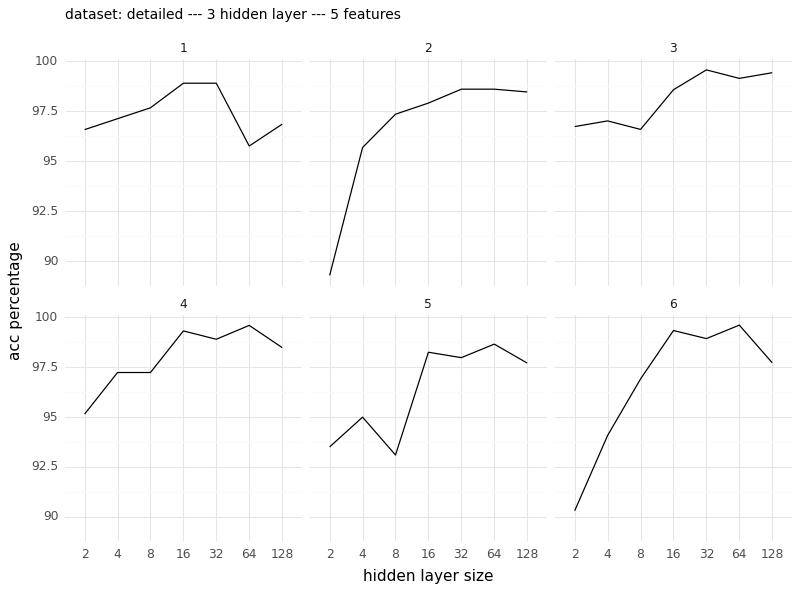 dataset: detailed --- 3 hidden layer --- 5 features
1 2 3
100
97.5
95
92.5
90
acc percentage
4 5 6
100
97.5
95
92.5
90
2 4 8 16 32 64 128 2 4 8 16 32 64 128 2 4 8 16 32 64 128
hidden layer size